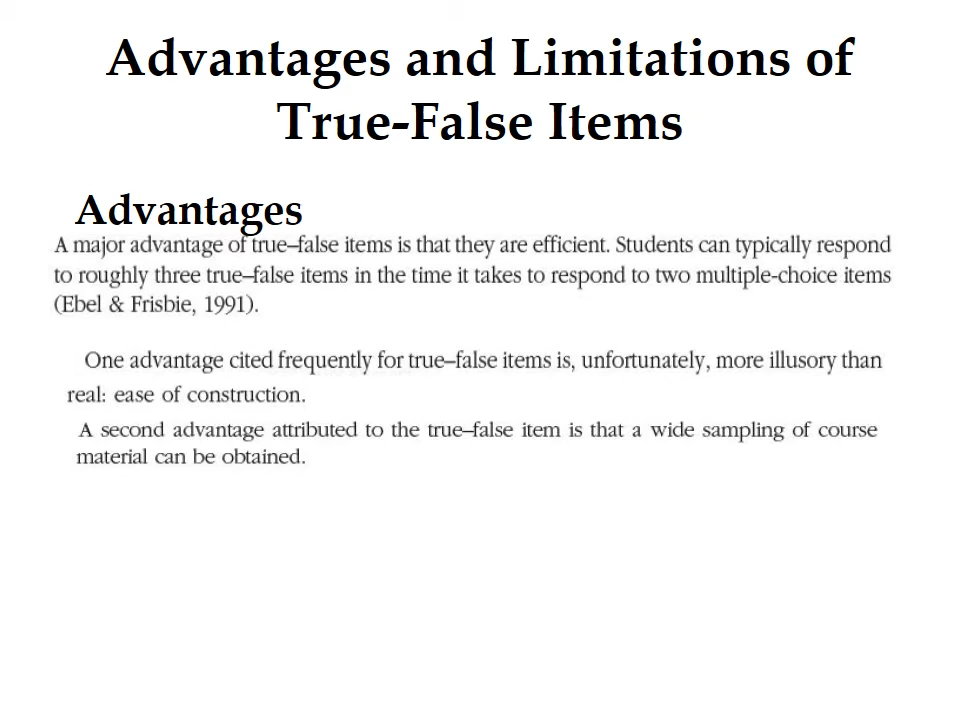 Advantages and Limitations of
True-False Items
Advantages
A major advantage of true–false items is that they are efficient. Students can typically respond
to roughly three true–false items in the time it takes to respond to two multiple-choice items
(Ebel & Frisbie, 1991).
One advantage cited frequently for true–false items is, unfortunately, more illusory than
real: ease of construction.
A second advantage attributed to the true–false item is that a wide sampling of course
material can be obtained.